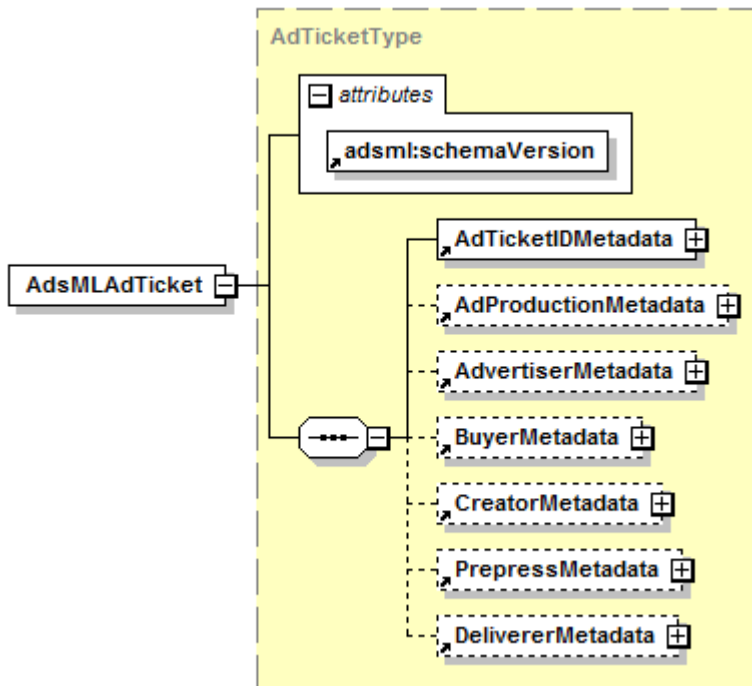 AdTicketType
attributes
adsml:schemaVersion
AdTicketIDMetadata
AdsMLAdTicket
AdProductionMetadata
AdvertiserMetadata
BuyerMetadata
CreatorMetadata
PrepressMetadata
DelivererMetadata